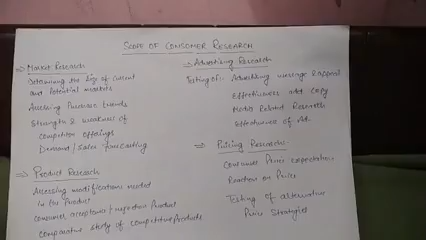 SCOPE OF CONSUMER RESEARCH
⇒ Market Research
Determining the Size of Current
and Potential markets
Assessing Purchase trends
Strength & weakness of
competitor offerings
Demand / Sales forecasting
⇒ Product Research
Assessing modifications needed
in the Product
Consumer acceptance / rejection Product
Comparative study of competitive Products
⇒ Advertising Research
Testing of:- Advertising message & appeal
Effectiveness add copy
Media Related Research
effectiveness of Ad.
⇒ Pricing Research:
Consumer Price expectation
Reaction on Price
Testing of alternative
Price Strategies